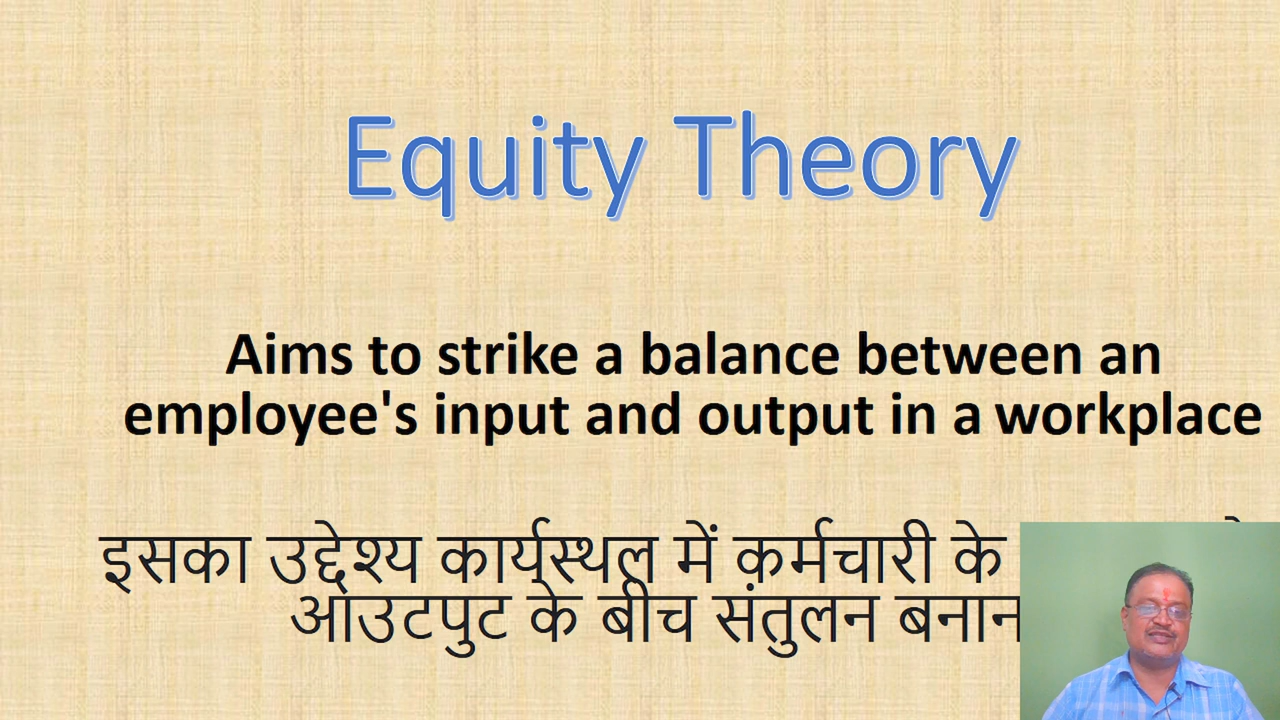 Equity Theory
Aims to strike a balance between an
employee's input and output in a workplace
इसका उद्देश्य कार्यस्थल में कर्मचारी के
आउटपुट के बीच संतुलन